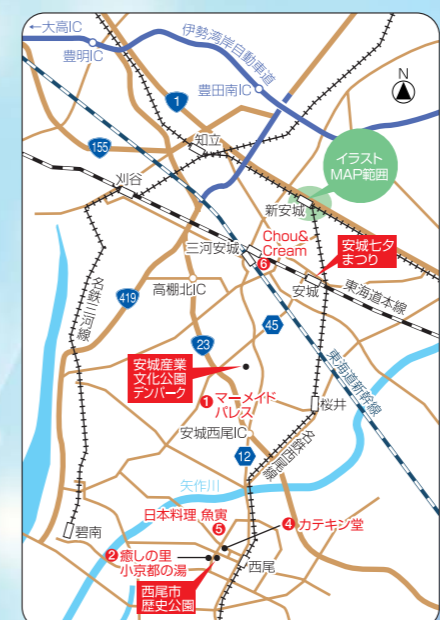 ←大高IC
豊明IC
伊勢湾岸自動車道
豊田南IC
N
1
155
知立
イラスト
MAP範囲
刈谷
新安城
Chou&
Cream
6
三河安城
安城七夕
まつり
安城
東海道本線
名鉄三河線
高棚北IC
419
45
23
東海道新幹線
安城産業
文化公園
デンパーク
1 マーメイド
パレス
桜井
安城西尾IC
名鉄西尾線
12
矢作川
日本料理 魚寅
5
4 カテキン堂
碧南
2 癒しの里
小京都の湯
西尾
西尾市
歴史公園